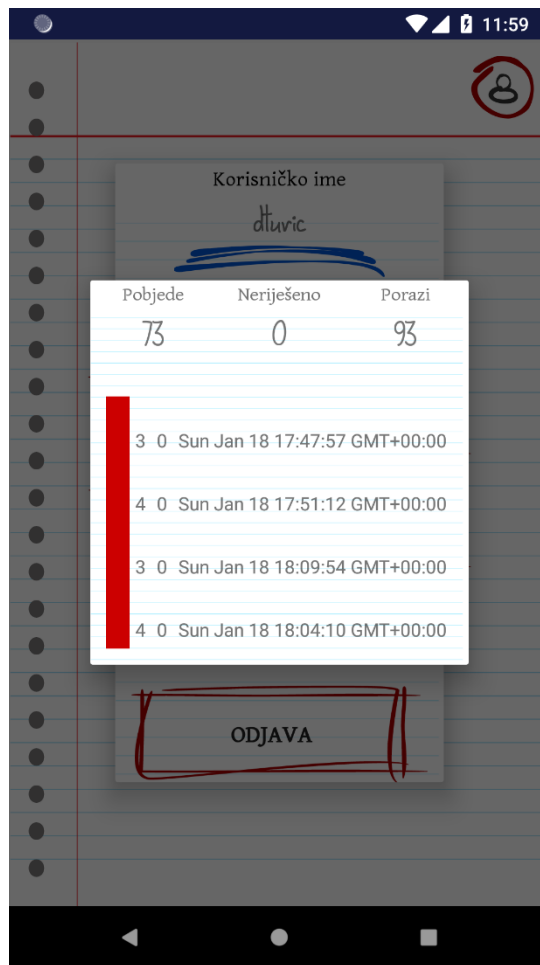 11:59
Korisničko ime
dturic
Pobjede Neriješeno Porazi
73 0 93
3 0 Sun Jan 18 17:47:57 GMT+00:00
4 0 Sun Jan 18 17:51:12 GMT+00:00
3 0 Sun Jan 18 18:09:54 GMT+00:00
4 0 Sun Jan 18 18:04:10 GMT+00:00
ODJAVA